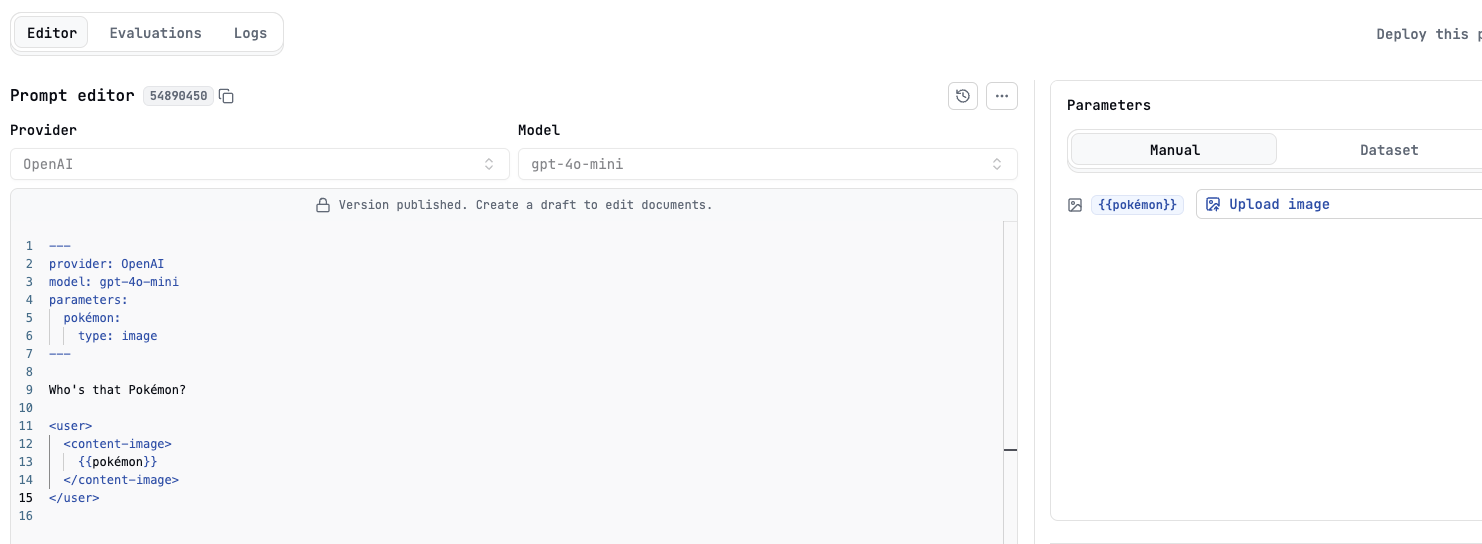 Editor Evaluations Logs
Deploy this
Prompt editor 54890450
Provider
Model
OpenAI
gpt-4o-mini
Version published. Create a draft to edit documents.
1 ---
2 provider: OpenAI
3 model: gpt-4o-mini
4 parameters:
5 pokémon:
6 type: image
7 ---
8
9 Who's that Pokémon?
10
11 <user>
12 <content-image>
13 {{pokémon}}
14 </content-image>
15 </user>
16
Parameters
Manual Dataset
{{pokémon}} Upload image